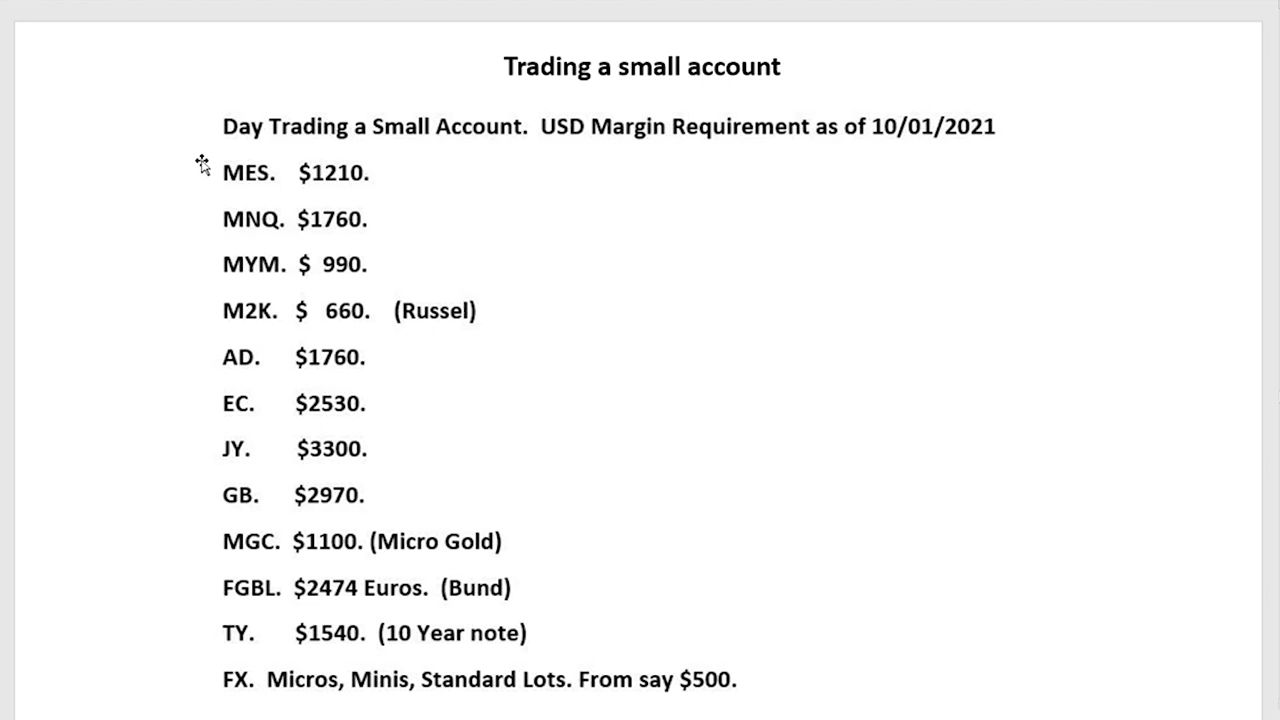 Trading a small account
Day Trading a Small Account. USD Margin Requirement as of 10/01/2021
MES. $1210.
MNQ. $1760.
MYM. $ 990.
M2K. $ 660. (Russel)
AD. $1760.
EC. $2530.
JY. $3300.
GB. $2970.
MGC. $1100. (Micro Gold)
FGBL. $2474 Euros. (Bund)
TY. $1540. (10 Year note)
FX. Micros, Minis, Standard Lots. From say $500.